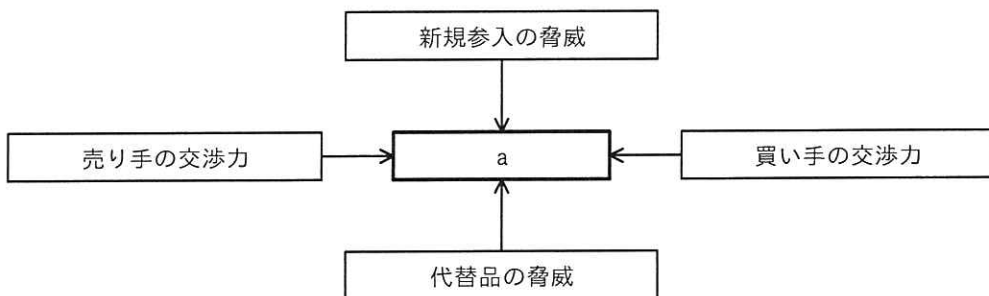 新規参入の脅威
売り手の交渉力
a
買い手の交渉力
代替品の脅威